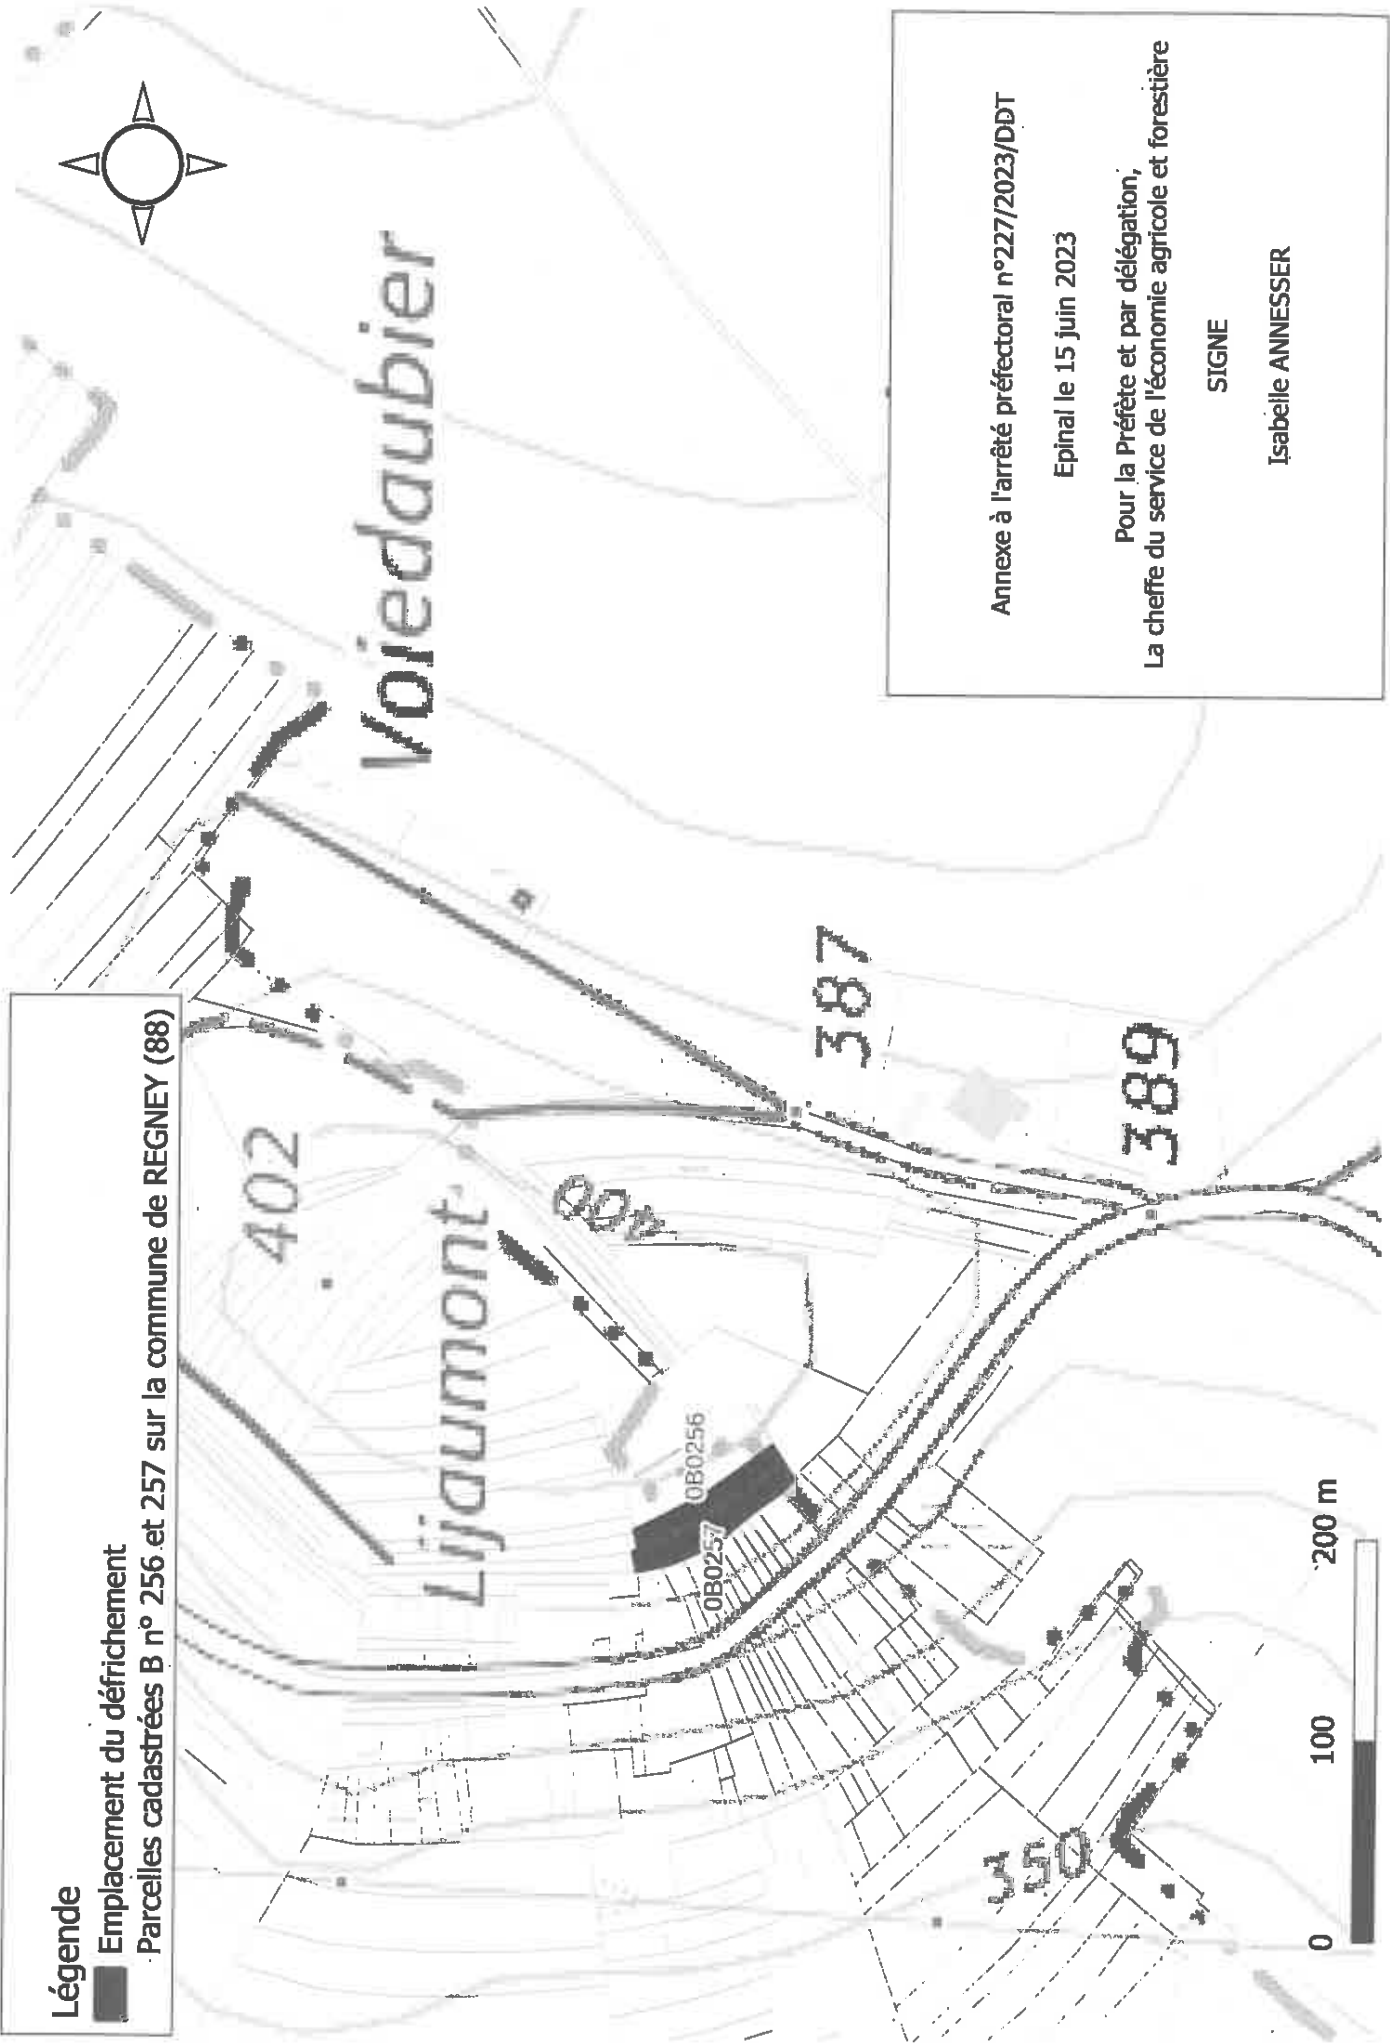 Légende
Emplacement du défrichement
Parcelles cadastrées B n° 256 et 257 sur la commune de REGNEY (88)
402
Voiedaubier
Lijaumont
400
387
389
0B0256
0B0257
350
0 100 200 m
Annexe à l'arrêté préfectoral n°227/2023/DDT
Epinal le 15 juin 2023
Pour la Préfète et par délégation,
La cheffe du service de l'économie agricole et forestière
SIGNE
Isabelle ANNESSER